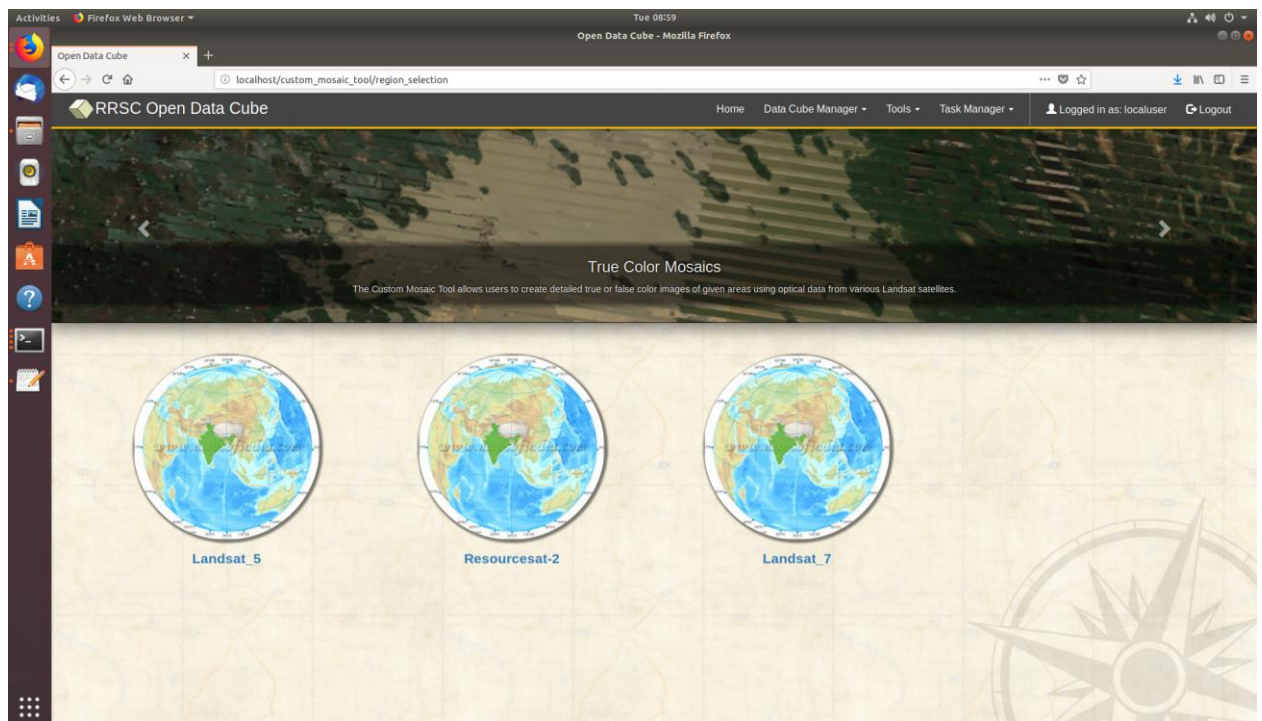 Activities Firefox Web Browser Tue 08:59
Open Data Cube - Mozilla Firefox
Open Data Cube
localhost/custom_mosaic_tool/region_selection
RRSC Open Data Cube Home Data Cube Manager Tools Task Manager Logged in as: localuser Logout
True Color Mosaics
The Custom Mosaic Tool allows users to create detailed true or false color images of given areas using optical data from various Landsat satellites.
Landsat_5 Resourcesat-2 Landsat_7